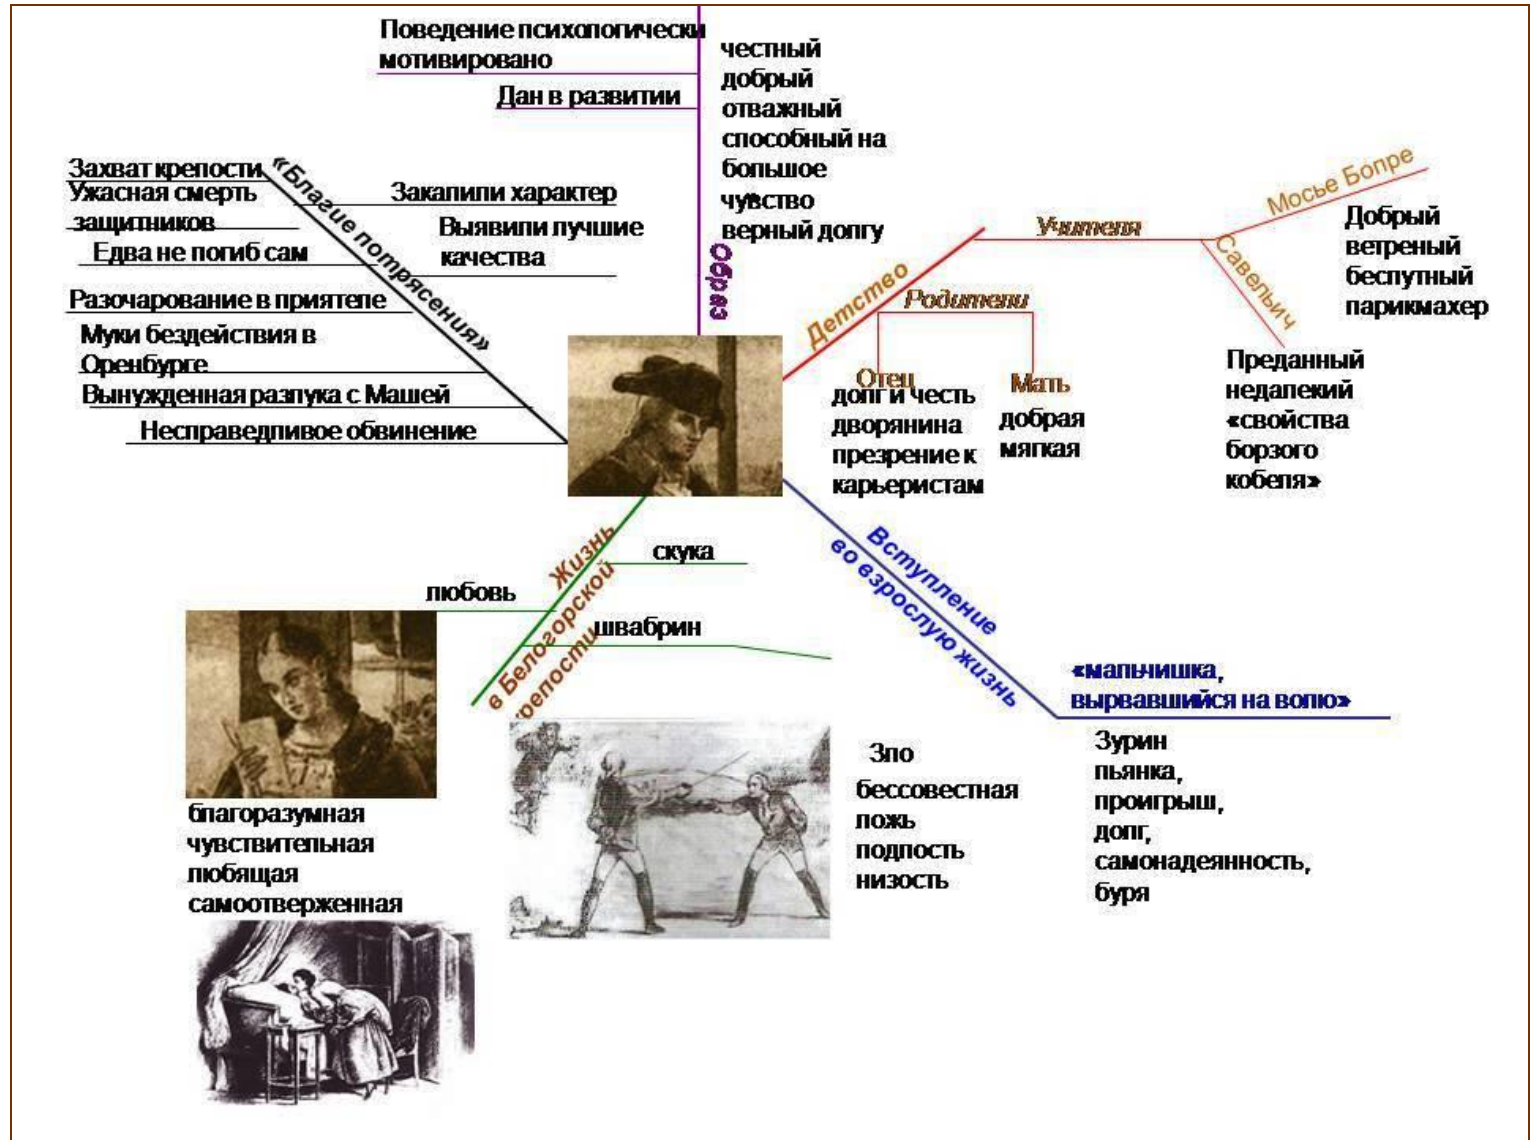 Поведение психологически
мотивировано
Дан в развитии
честный
добрый
отважный
способный на
большое
чувство
верный долгу
Образ
«Благие потрясения»
Захват крепости
Ужасная смерть
защитников
Едва не погиб сам
Разочарование в приятеле
Муки бездействия в
Оренбурге
Вынужденная разлука с Машей
Несправедливое обвинение
Закалили характер
Выявили лучшие
качества
Детство
Учителя
Мосье Бопре
Добрый
ветреный
беспутный
парикмахер
Савельич
Преданный
недалекий
«свойства
борзого
кобеля»
Родители
Отец
долг и честь
дворянина
презрение к
карьеристам
Мать
добрая
мягкая
Жизнь
в Белогорской
крепости
скука
любовь
швабрин
благоразумная
чувствительная
любящая
самоотверженная
Зло
бессовестная
ложь
подлость
низость
Вступление
во взрослую жизнь
«мальчишка,
вырвавшийся на волю»
Зурин
пьянка,
проигрыш,
долг,
самонадеянность,
буря